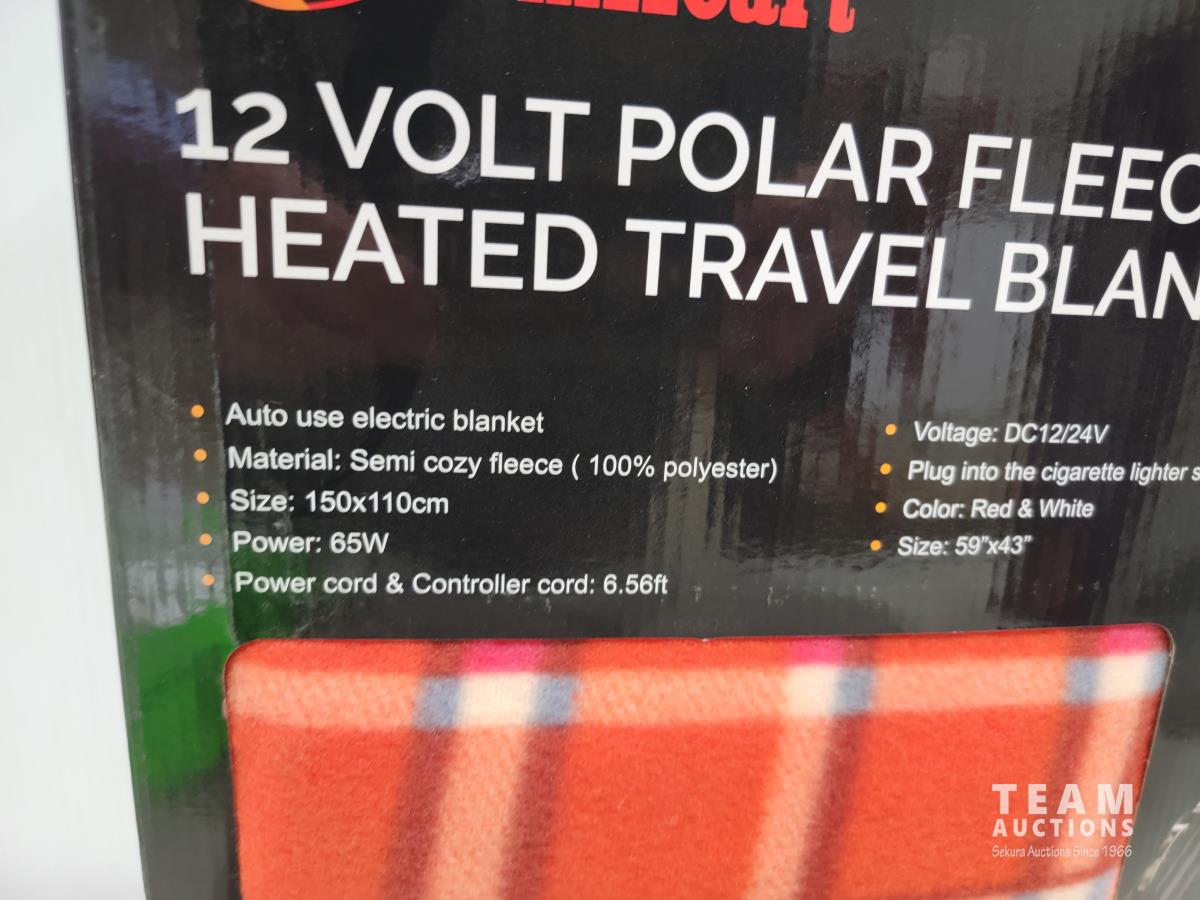 12 VOLT POLAR FLEEC
HEATED TRAVEL BLAN
Auto use electric blanket
Material: Semi cozy fleece ( 100% polyester)
Size: 150x110cm
Power: 65W
Power cord & Controller cord: 6.56ft
Voltage: DC12/24V
Plug into the cigarette lighter s
Color: Red & White
Size: 59”x43”
TEAM
AUCTIONS
Sekura Auctions Since 1966